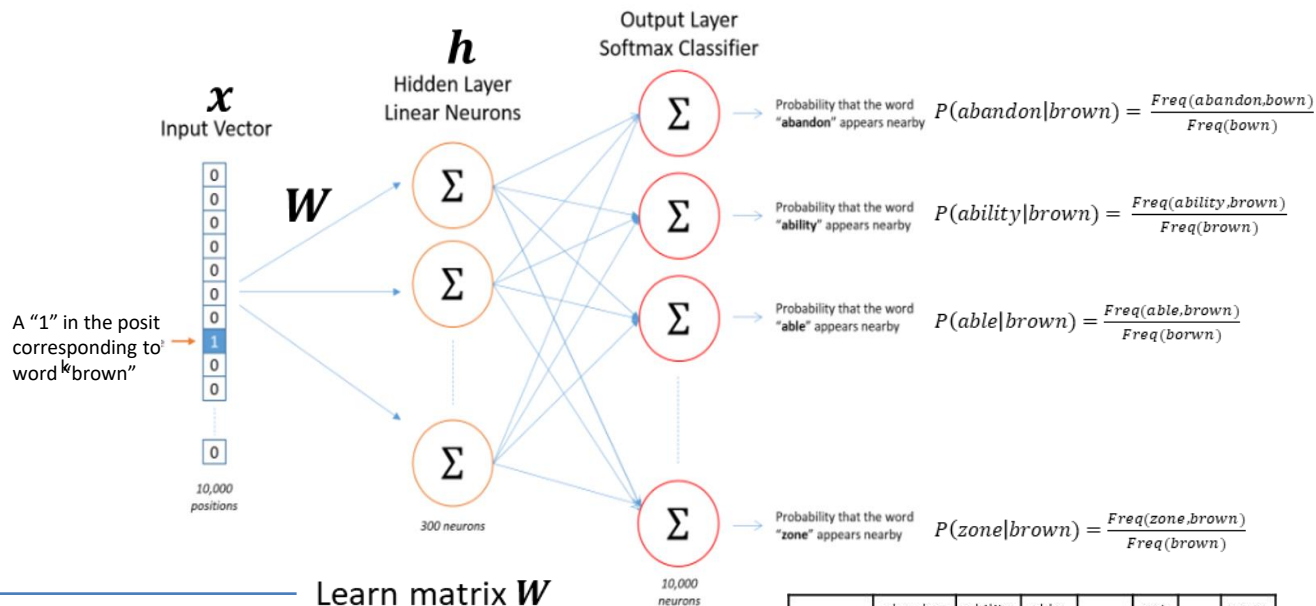 x
Input Vector
0
0
0
0
0
0
0
1
0
0
0
10,000
positions
A “1” in the posit
corresponding to
word “brown”
W
h
Hidden Layer
Linear Neurons
Σ
Σ
Σ
300 neurons
Output Layer
Softmax Classifier
Σ
Σ
Σ
Σ
10,000
neurons
Probability that the word
“abandon” appears nearby
P(abandon|brown) = Freq(abandon,bown)
Freq(bown)
Probability that the word
“ability” appears nearby
P(ability|brown) = Freq(ability,brown)
Freq(brown)
Probability that the word
“able” appears nearby
P(able|brown) = Freq(able,brown)
Freq(borwn)
Probability that the word
“zone” appears nearby
P(zone|brown) = Freq(zone,brown)
Freq(brown)
Learn matrix W